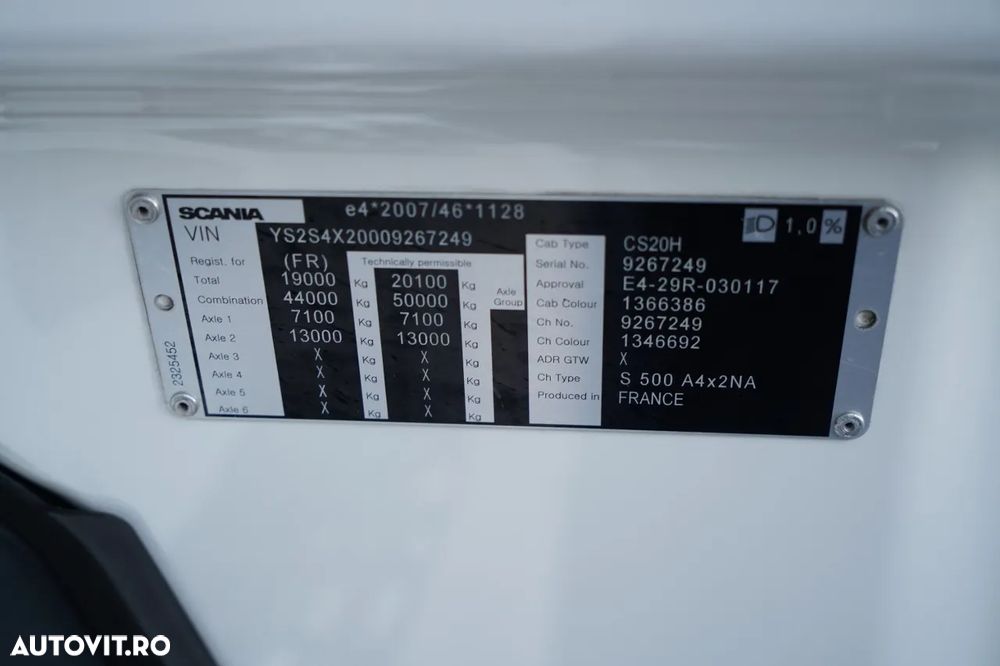 SCANIA e4*2007/46*1128 1,0 %
VIN YS2S4X20009267249
Regist. for (FR) Technically permissible
Total 19000 Kg 20100 Kg Axle Group
Combination 44000 Kg 50000 Kg
Axle 1 7100 Kg 7100 Kg
Axle 2 13000 Kg 13000 Kg
Axle 3 X Kg X Kg
Axle 4 X Kg X Kg
Axle 5 X Kg X Kg
Axle 6 X Kg X Kg
2325452
Cab Type CS20H
Serial No. 9267249
Approval E4-29R-030117
Cab Colour 1366386
Ch No. 9267249
Ch Colour 1346692
ADR GTW X
Ch Type S 500 A4x2NA
Produced in FRANCE
AUTOVIT.RO